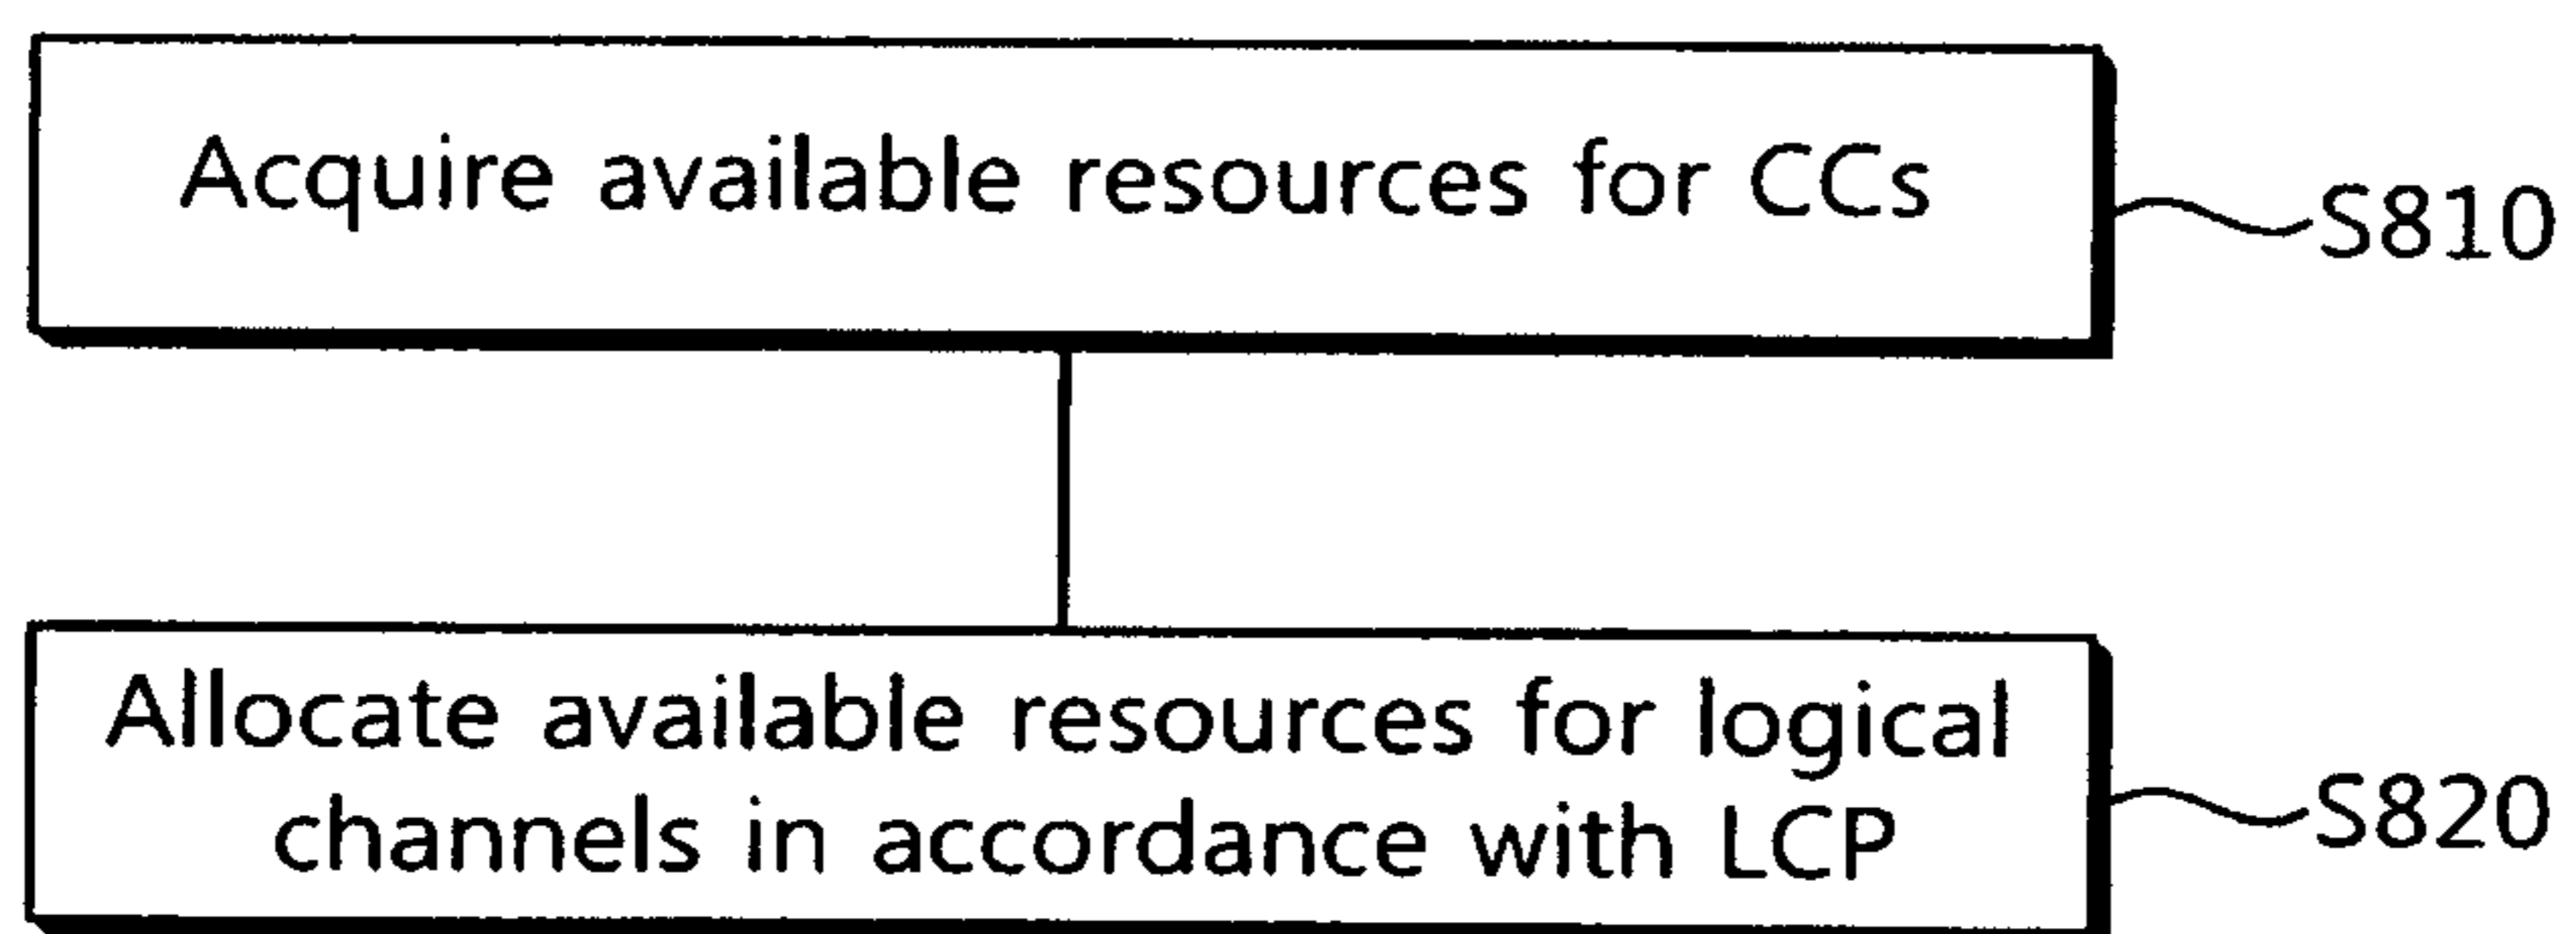 Acquire available resources for CCs
S810
Allocate available resources for logical
channels in accordance with LCP
S820